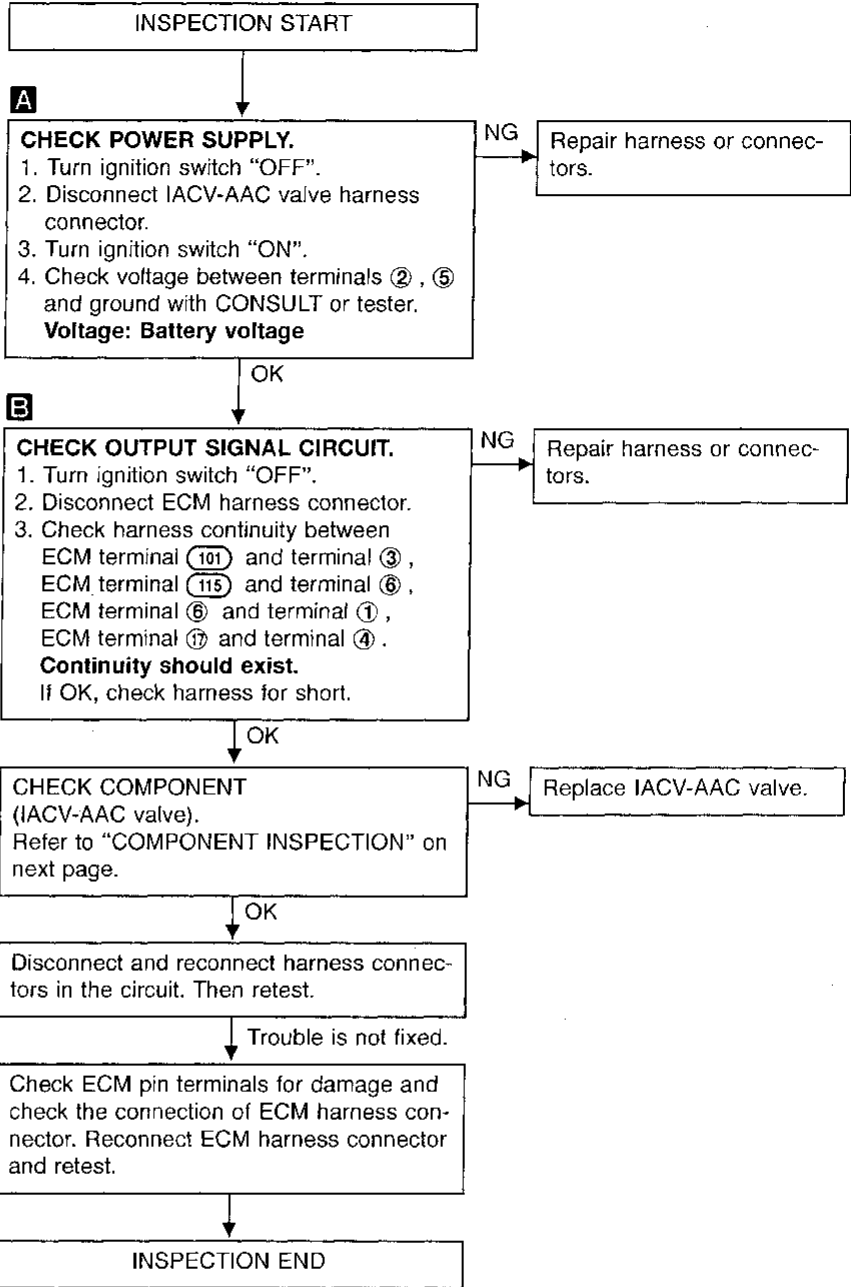 INSPECTION START
A
CHECK POWER SUPPLY.
1. Turn ignition switch “OFF”.
2. Disconnect IACV-AAC valve harness
connector.
3. Turn ignition switch “ON”.
4. Check voltage between terminals ②, ⑤
and ground with CONSULT or tester.
Voltage: Battery voltage
NG
Repair harness or connec-
tors.
OK
B
CHECK OUTPUT SIGNAL CIRCUIT.
1. Turn ignition switch “OFF”.
2. Disconnect ECM harness connector.
3. Check harness continuity between
ECM terminal (101) and terminal ③,
ECM terminal (115) and terminal ⑥,
ECM terminal ⑥ and terminal ①,
ECM terminal ⑰ and terminal ④.
Continuity should exist.
If OK, check harness for short.
NG
Repair harness or connec-
tors.
OK
CHECK COMPONENT
(IACV-AAC valve).
Refer to “COMPONENT INSPECTION” on
next page.
NG
Replace IACV-AAC valve.
OK
Disconnect and reconnect harness connec-
tors in the circuit. Then retest.
Trouble is not fixed.
Check ECM pin terminals for damage and
check the connection of ECM harness con-
nector. Reconnect ECM harness connector
and retest.
INSPECTION END